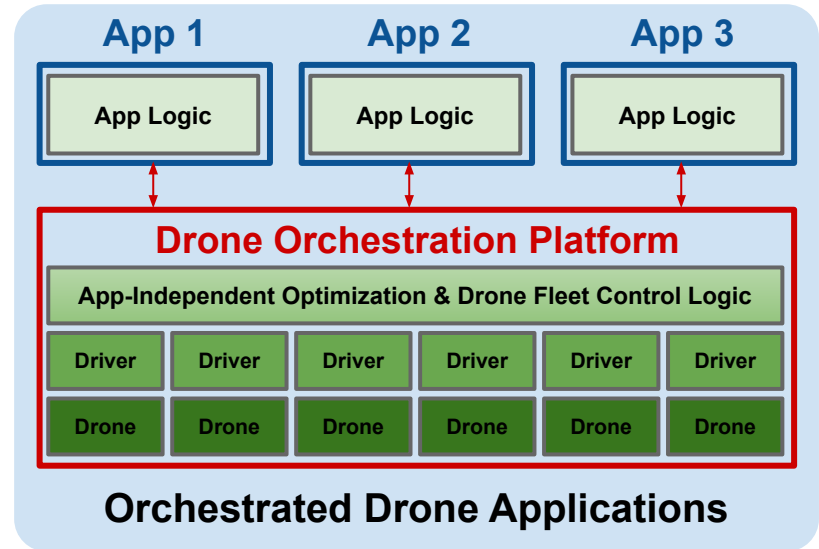 App 1 App 2 App 3
App Logic App Logic App Logic
Drone Orchestration Platform
App-Independent Optimization & Drone Fleet Control Logic
Driver Driver Driver Driver Driver Driver
Drone Drone Drone Drone Drone Drone
Orchestrated Drone Applications